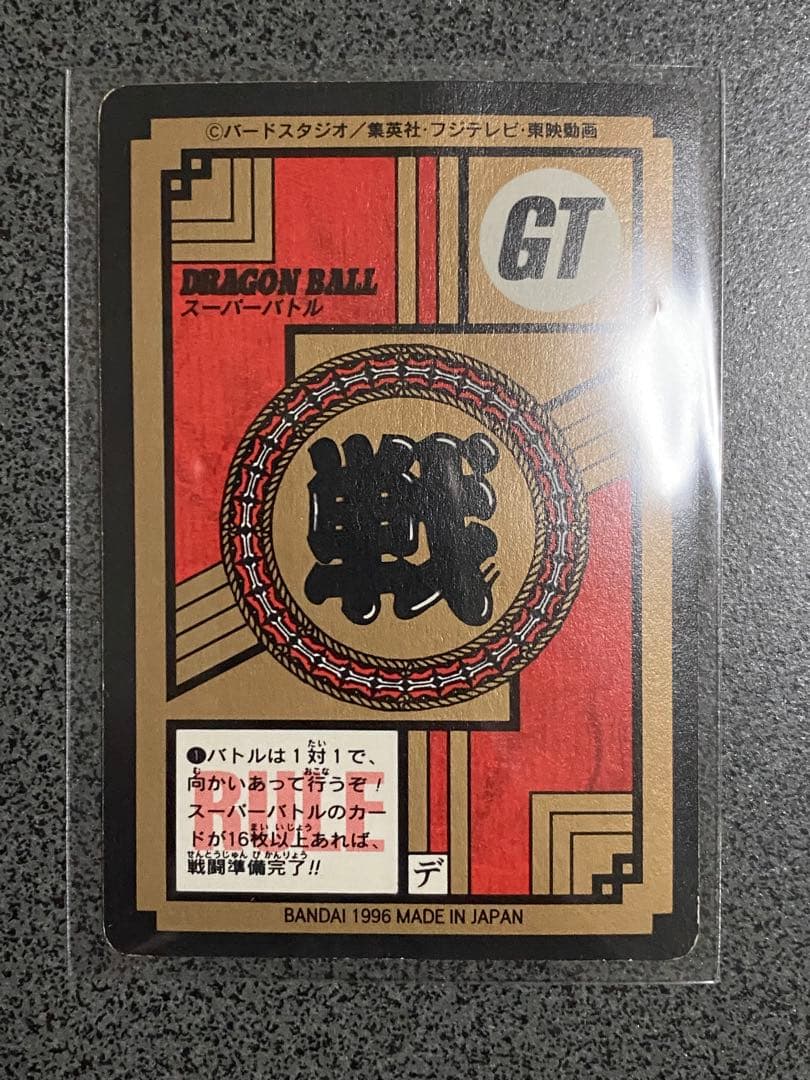 ©バードスタジオ／集英社・フジテレビ・東映動画
GT
DRAGON BALL
スーパーバトル
戦
RULE
❶バトルは1対1で、
向かいあって行うぞ！
スーパーバトルのカー
ドが16枚以上あれば、
戦闘準備完了!!
デ
BANDAI 1996 MADE IN JAPAN